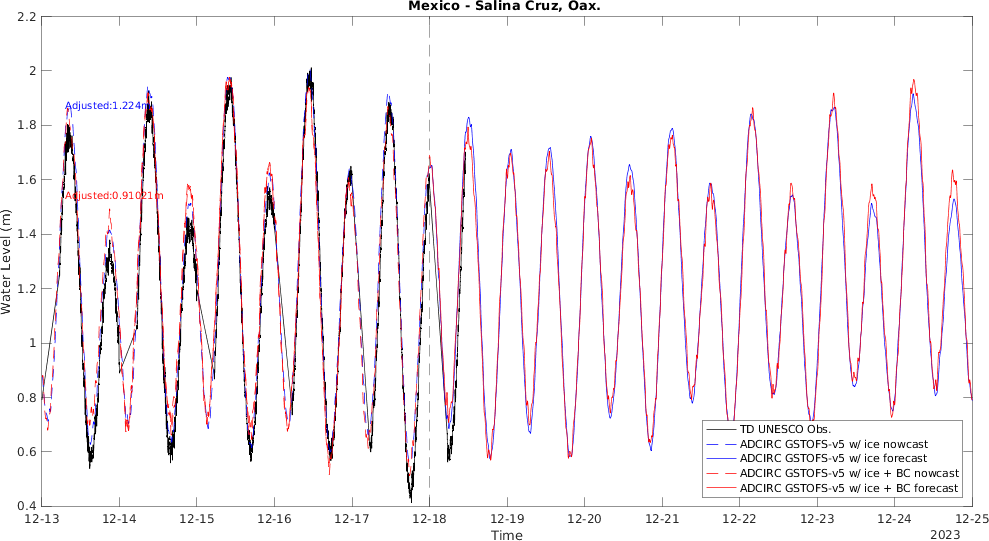 Mexico - Salina Cruz, Oax.
2.2
2
1.8
1.6
1.4
1.2
1
0.8
0.6
0.4
Water Level (m)
Adjusted:1.224m
Adjusted:0.91021m
TD UNESCO Obs.
ADCIRC GSTOFS-v5 w/ ice nowcast
ADCIRC GSTOFS-v5 w/ ice forecast
ADCIRC GSTOFS-v5 w/ ice + BC nowcast
ADCIRC GSTOFS-v5 w/ ice + BC forecast
12-13 12-14 12-15 12-16 12-17 12-18 12-19 12-20 12-21 12-22 12-23 12-24 12-25
Time
2023